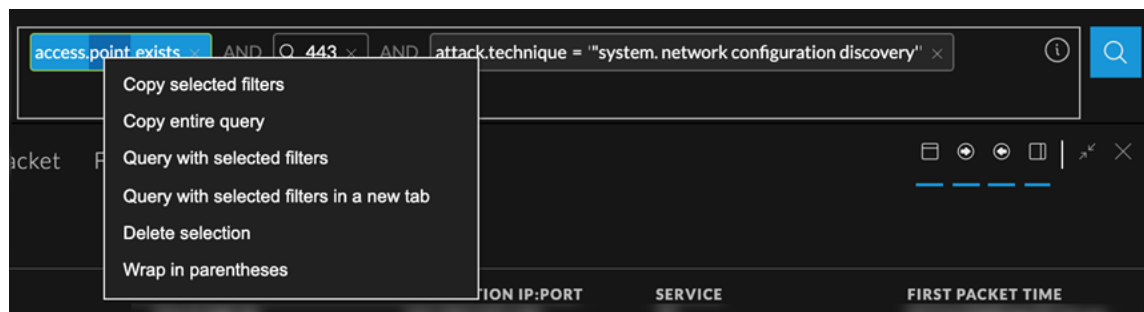 access.point exists × AND 443 × AND attack.technique = '"system. network configuration discovery"' ×
Copy selected filters
Copy entire query
Query with selected filters
Query with selected filters in a new tab
Delete selection
Wrap in parentheses
acket F
TION IP:PORT SERVICE FIRST PACKET TIME